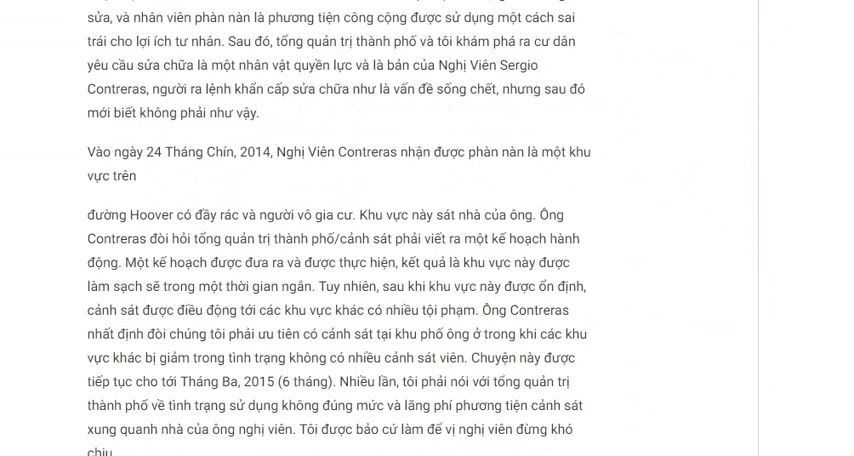 sửa, và nhân viên phàn nàn là phương tiện công cộng được sử dụng một cách sai
trái cho lợi ích tư nhân. Sau đó, tổng quản trị thành phố và tôi khám phá ra cư dân
yêu cầu sửa chữa là một nhân vật quyền lực và là bản của Nghị Viên Sergio
Contreras, người ra lệnh khẩn cấp sửa chữa như là vấn đề sống chết, nhưng sau đó
mới biết không phải như vậy.
Vào ngày 24 Tháng Chín, 2014, Nghị Viên Contreras nhận được phàn nàn là một khu
vực trên
đường Hoover có đầy rác và người vô gia cư. Khu vực này sát nhà của ông. Ông
Contreras đòi hỏi tổng quản trị thành phố/cảnh sát phải viết ra một kế hoạch hành
động. Một kế hoạch được đưa ra và được thực hiện, kết quả là khu vực này được
làm sạch sẽ trong một thời gian ngắn. Tuy nhiên, sau khi khu vực này được ổn định,
cảnh sát được điều động tới các khu vực khác có nhiều tội phạm. Ông Contreras
nhất định đòi chúng tôi phải ưu tiên có cảnh sát tại khu phố ông ở trong khi các khu
vực khác bị giảm trong tình trạng không có nhiều cảnh sát viên. Chuyện này được
tiếp tục cho tới Tháng Ba, 2015 (6 tháng). Nhiều lần, tôi phải nói với tổng quản trị
thành phố về tình trạng sử dụng không đúng mức và lãng phí phương tiện cảnh sát
xung quanh nhà của ông nghị viên. Tôi được bảo cứ làm để vị nghị viên đừng khó
chịu